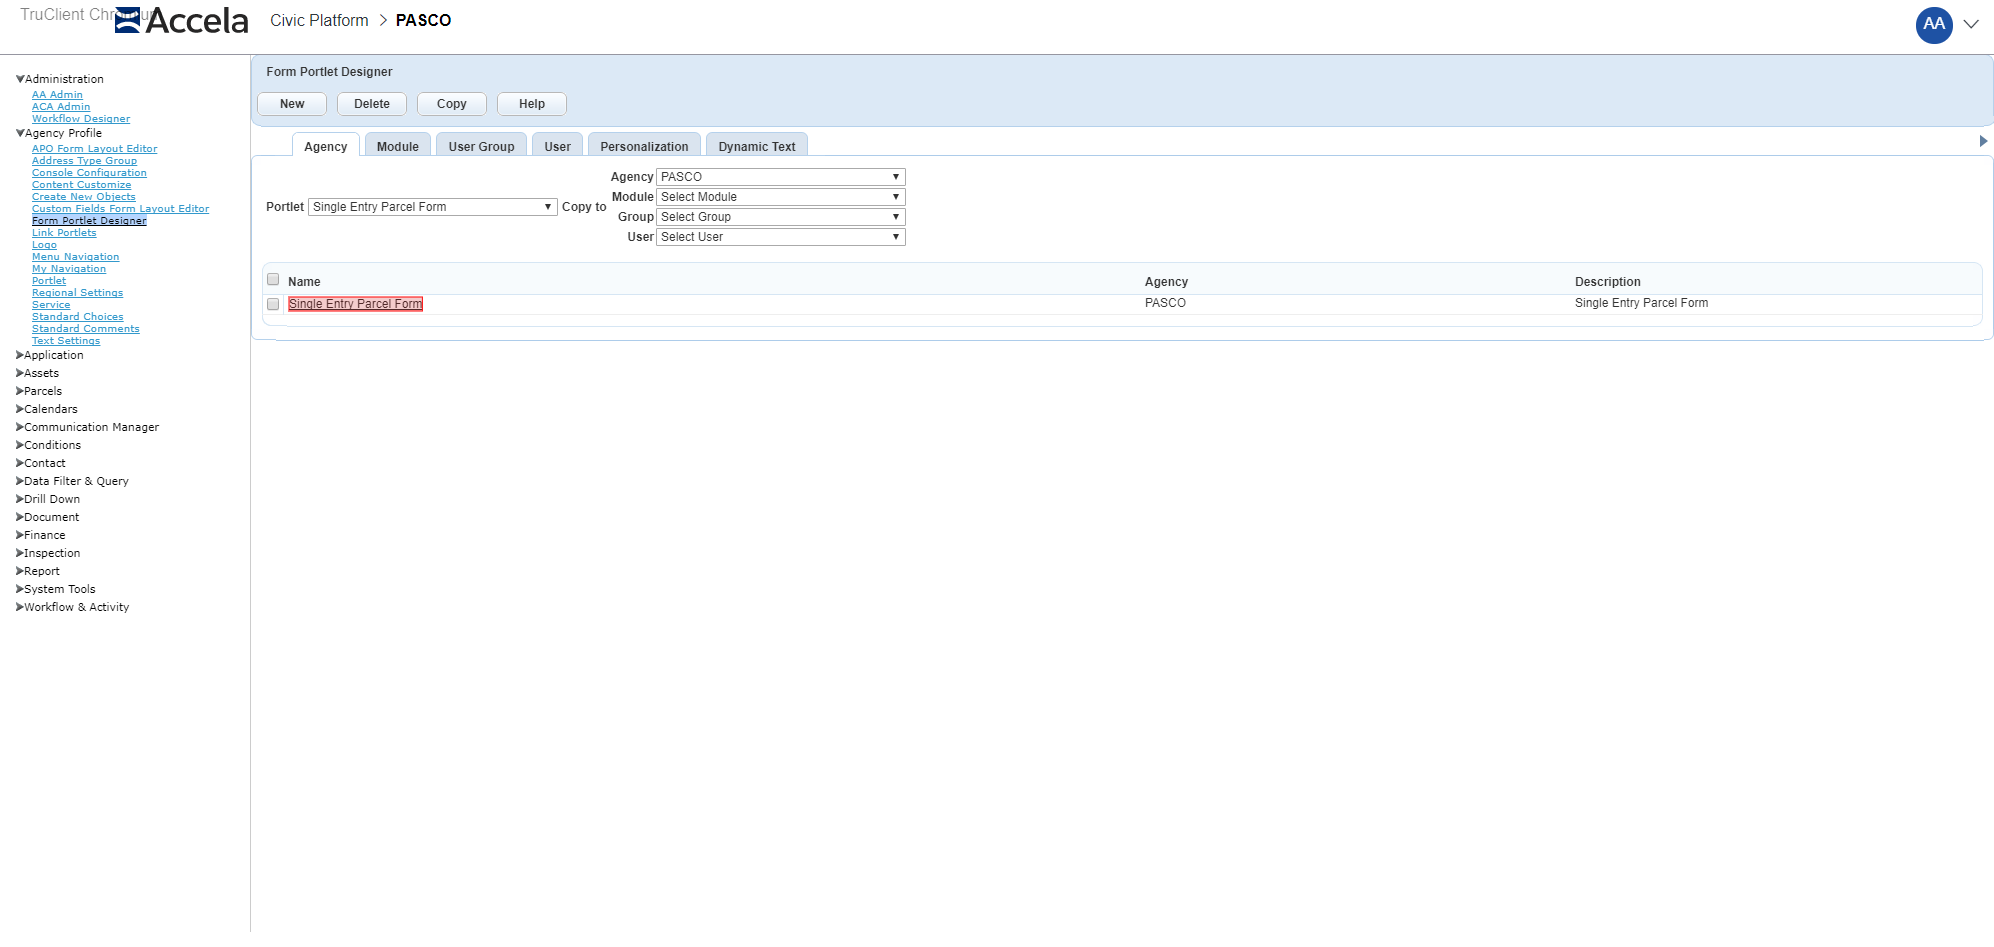 TruClient Chromium
Accela
Civic Platform > PASCO
AA
Administration
AA Admin
ACA Admin
Workflow Designer
Agency Profile
APO Form Layout Editor
Address Type Group
Console Configuration
Content Customize
Create New Objects
Custom Fields Form Layout Editor
Form Portlet Designer
Link Portlets
Logo
Menu Navigation
My Navigation
Portlet
Regional Settings
Service
Standard Choices
Standard Comments
Text Settings
Application
Assets
Parcels
Calendars
Communication Manager
Conditions
Contact
Data Filter & Query
Drill Down
Document
Finance
Inspection
Report
System Tools
Workflow & Activity
Form Portlet Designer
New Delete Copy Help
Agency Module User Group User Personalization Dynamic Text
Portlet Single Entry Parcel Form Copy to
Agency PASCO
Module Select Module
Group Select Group
User Select User
Name Agency Description
Single Entry Parcel Form PASCO Single Entry Parcel Form